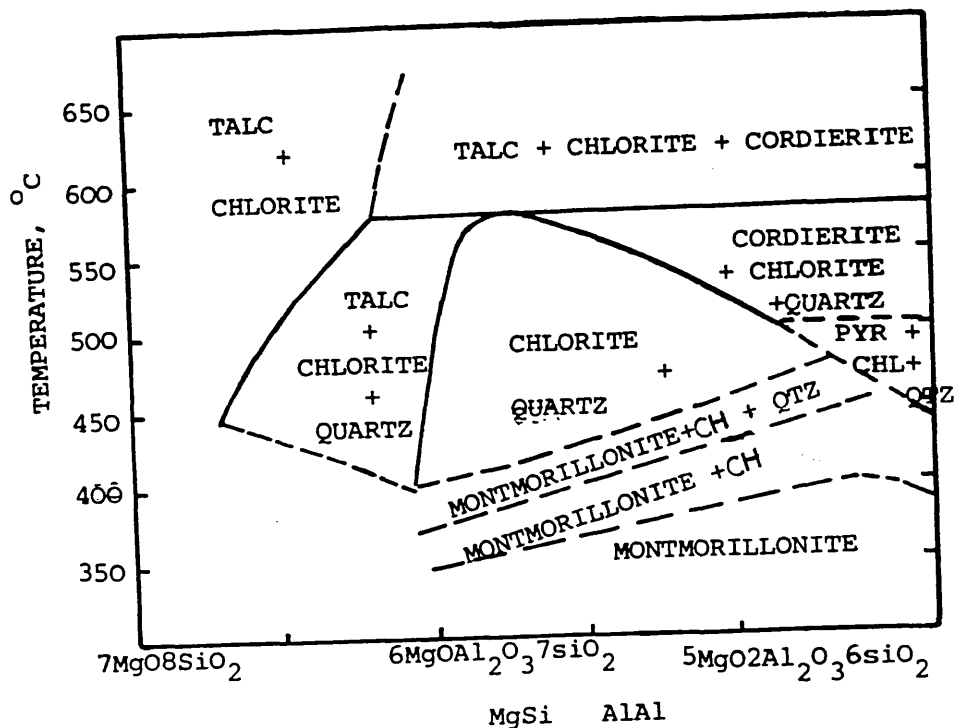 650
600
550
500
450
400
350
TEMPERATURE, °C
TALC
+
CHLORITE
TALC + CHLORITE + CORDIERITE
CORDIERITE
+ CHLORITE
+QUARTZ
PYR +
CHL+
QTZ
TALC
+
CHLORITE
+
QUARTZ
CHLORITE
+
QUARTZ
MONTMORILLONITE+CH + QTZ
MONTMORILLONITE +CH
MONTMORILLONITE
7MgO8SiO₂
6MgOAl₂O₃7siO₂
5MgO2Al₂O₃6siO₂
MgSi AlAl